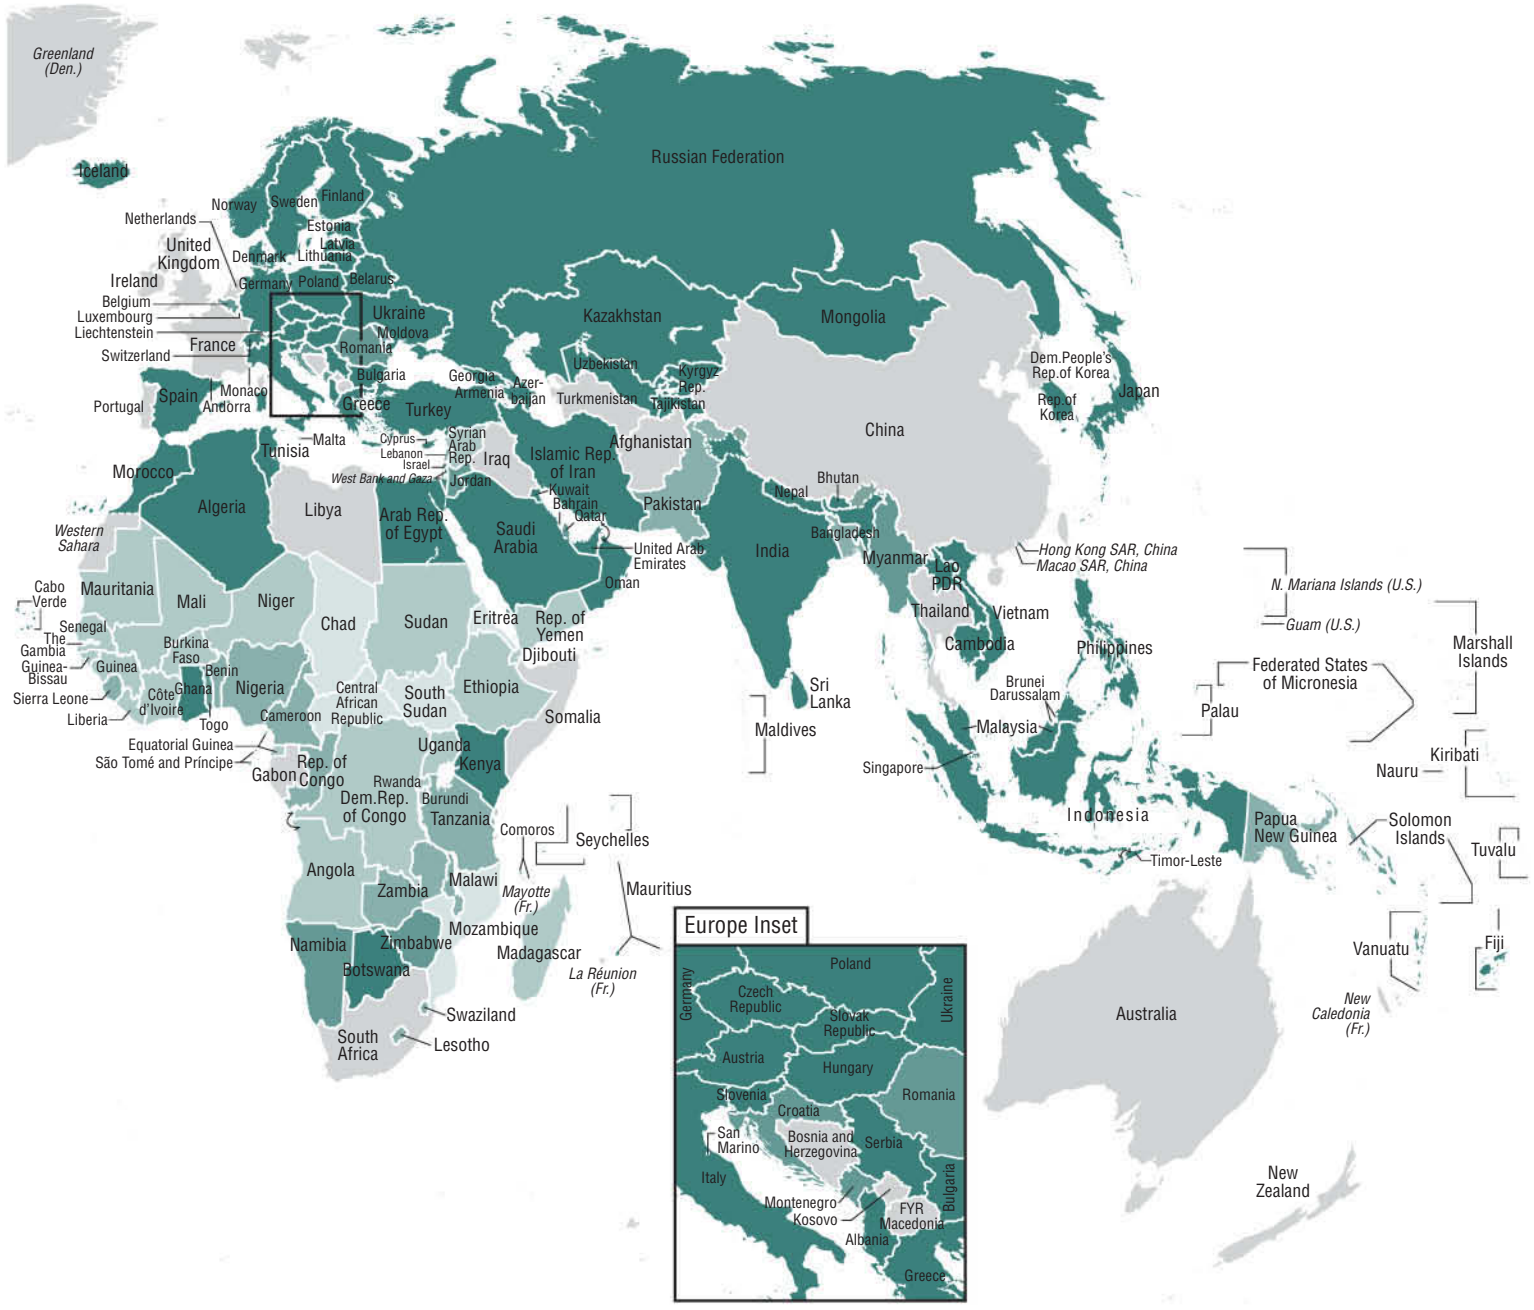 Greenland
(Den.)
Iceland
Russian Federation
Norway
Sweden
Finland
Netherlands
Estonia
Latvia
Lithuania
United
Kingdom
Denmark
Ireland
Germany
Poland
Belarus
Belgium
Luxembourg
Liechtenstein
Ukraine
Moldova
France
Romania
Switzerland
Kazakhstan
Mongolia
Uzbekistan
Kyrgyz
Rep.
Bulgaria
Georgia
Armenia
Azer-
baijan
Turkmenistan
Tajikistan
Dem.People's
Rep.of Korea
Rep.of
Korea
Japan
Spain
Monaco
Andorra
Portugal
Greece
Turkey
China
Malta
Tunisia
Cyprus
Lebanon
Israel
West Bank and Gaza
Syrian
Arab
Rep.
Iraq
Jordan
Islamic Rep.
of Iran
Afghanistan
Morocco
Algeria
Libya
Arab Rep.
of Egypt
Kuwait
Bahrain
Qatar
Saudi
Arabia
United Arab
Emirates
Oman
Pakistan
Nepal
Bhutan
India
Bangladesh
Myanmar
Lao
PDR
Hong Kong SAR, China
Macao SAR, China
Western
Sahara
Cabo
Verde
Mauritania
Mali
Niger
Chad
Sudan
Eritrea
Rep. of
Yemen
Djibouti
Thailand
Vietnam
Cambodia
Philippines
N. Mariana Islands (U.S.)
Guam (U.S.)
Marshall
Islands
Federated States
of Micronesia
Palau
Senegal
The
Gambia
Guinea-
Bissau
Guinea
Burkina
Faso
Benin
Sierra Leone
Côte
d'Ivoire
Ghana
Nigeria
Liberia
Togo
Cameroon
Central
African
Republic
South
Sudan
Ethiopia
Somalia
Sri
Lanka
Maldives
Brunei
Darussalam
Malaysia
Singapore
Equatorial Guinea
São Tomé and Príncipe
Gabon
Rep. of
Congo
Uganda
Kenya
Rwanda
Burundi
Dem.Rep.
of Congo
Tanzania
Kiribati
Nauru
Indonesia
Papua
New Guinea
Solomon
Islands
Tuvalu
Timor-Leste
Comoros
Seychelles
Angola
Zambia
Malawi
Mayotte
(Fr.)
Mauritius
Mozambique
Madagascar
La Réunion
(Fr.)
Namibia
Zimbabwe
Botswana
Swaziland
South
Africa
Lesotho
Vanuatu
Fiji
New
Caledonia
(Fr.)
Australia
New
Zealand
Europe Inset
Poland
Germany
Czech
Republic
Ukraine
Slovak
Republic
Austria
Hungary
Slovenia
Romania
Croatia
San
Marino
Bosnia and
Herzegovina
Serbia
Italy
Bulgaria
Montenegro
Kosovo
FYR
Macedonia
Albania
Greece